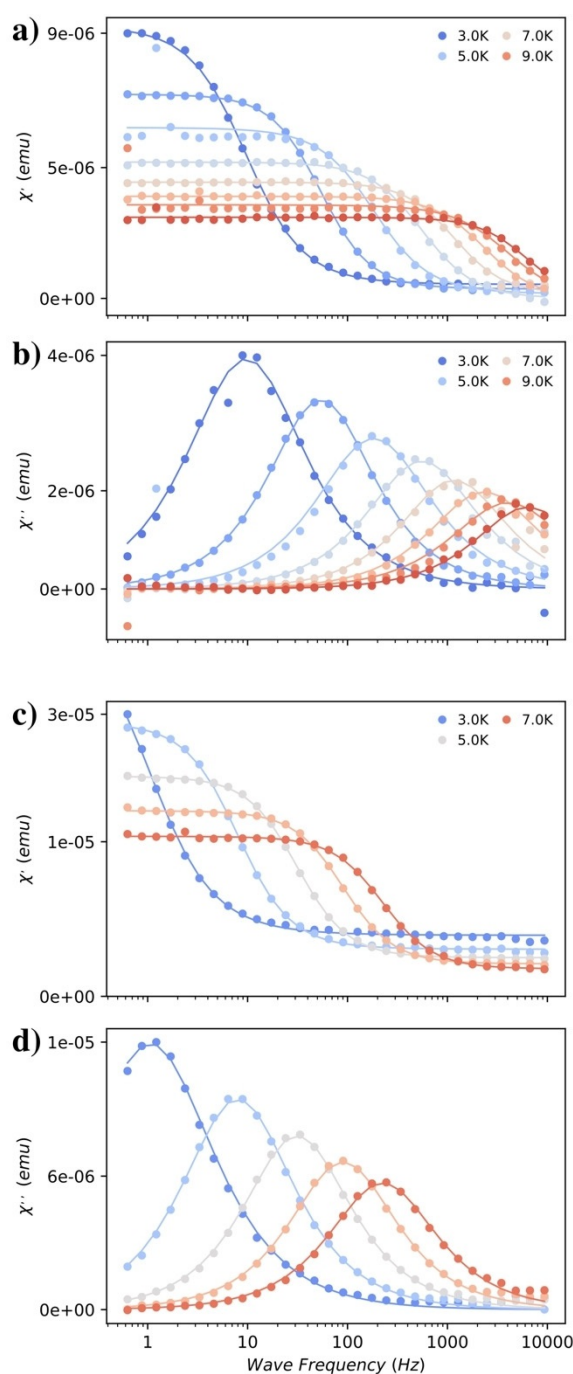 a)
9e-06
5e-06
0e+00
χ' (emu)
3.0K 7.0K
5.0K 9.0K
b)
4e-06
2e-06
0e+00
χ'' (emu)
3.0K 7.0K
5.0K 9.0K
c)
3e-05
1e-05
0e+00
χ' (emu)
3.0K 7.0K
5.0K
d)
1e-05
6e-06
0e+00
χ'' (emu)
1 10 100 1000 10000
Wave Frequency (Hz)